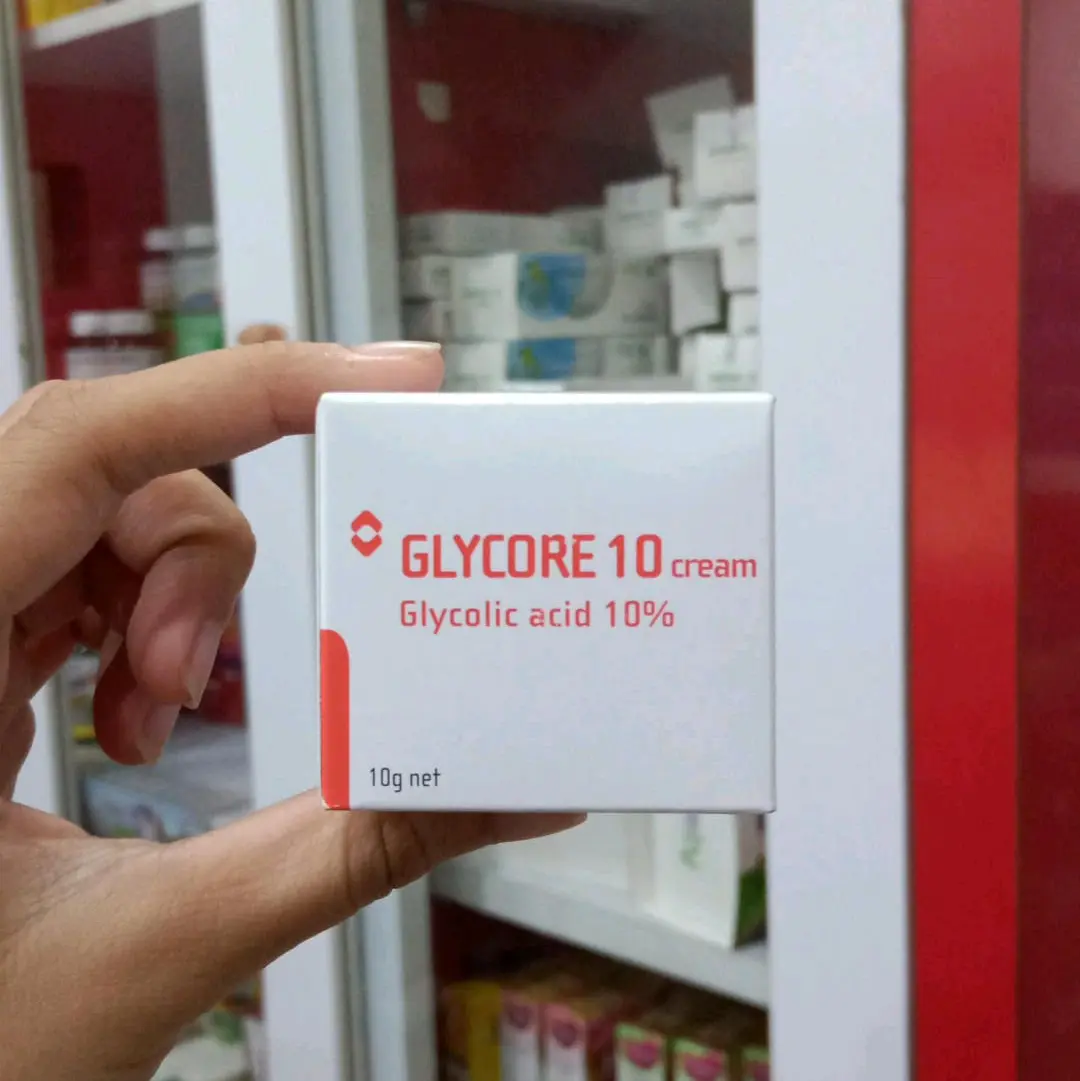 GLYCORE 10 cream
Glycolic acid 10%
10g net